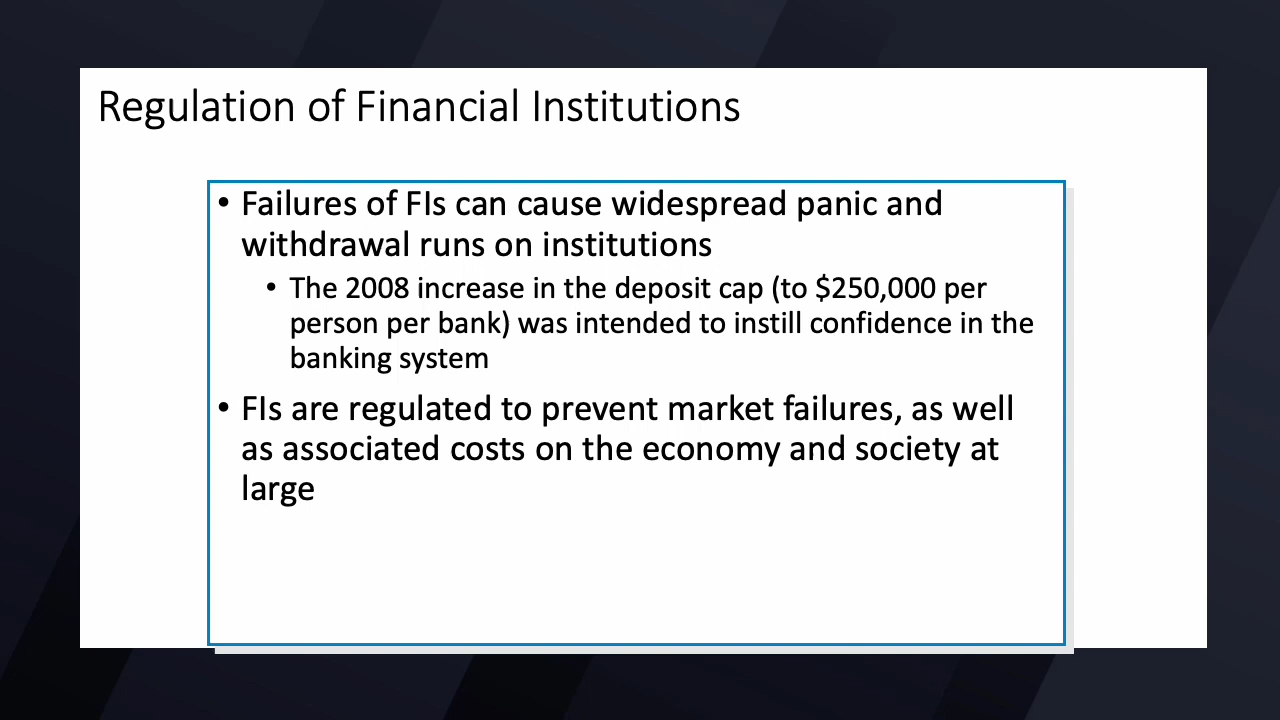 Regulation of Financial Institutions
• Failures of FIs can cause widespread panic and
withdrawal runs on institutions
• The 2008 increase in the deposit cap (to $250,000 per
person per bank) was intended to instill confidence in the
banking system
• FIs are regulated to prevent market failures, as well
as associated costs on the economy and society at
large